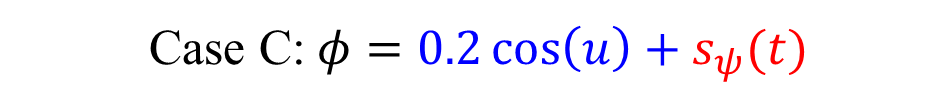 Case C: ϕ = 0.2 cos(u) + s_ψ(t)